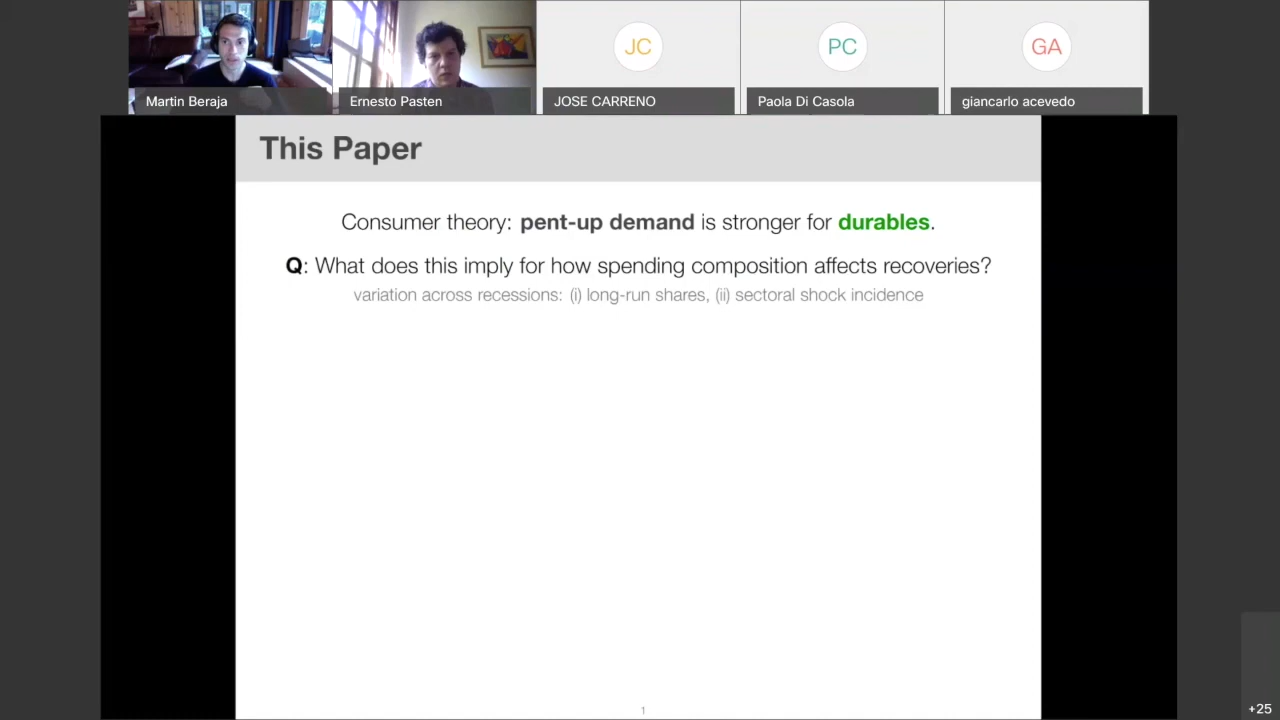 JC
PC
GA
Martin Beraja
Ernesto Pasten
JOSE CARRENO
Paola Di Casola
giancarlo acevedo
This Paper
Consumer theory: pent-up demand is stronger for durables.
Q: What does this imply for how spending composition affects recoveries?
variation across recessions: (i) long-run shares, (ii) sectoral shock incidence
1
+25